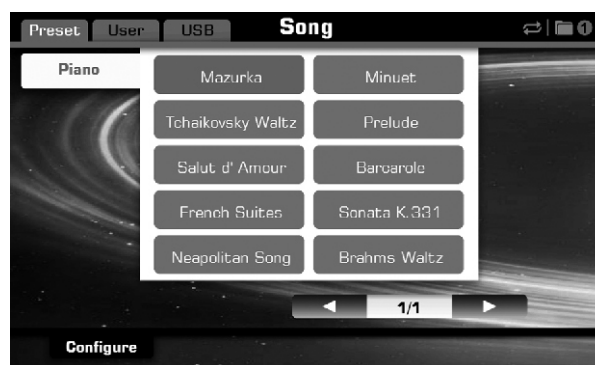 Preset User USB Song 1
Piano
Mazurka Minuet
Tchaikovsky Waltz Prelude
Salut d' Amour Barcarole
French Suites Sonata K.331
Neapolitan Song Brahms Waltz
1/1
Configure